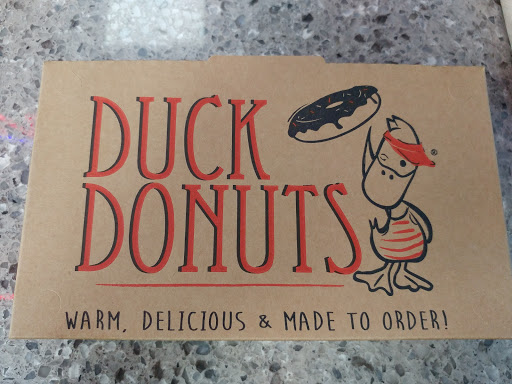 DUCK
DONUTS
®
WARM, DELICIOUS & MADE TO ORDER!